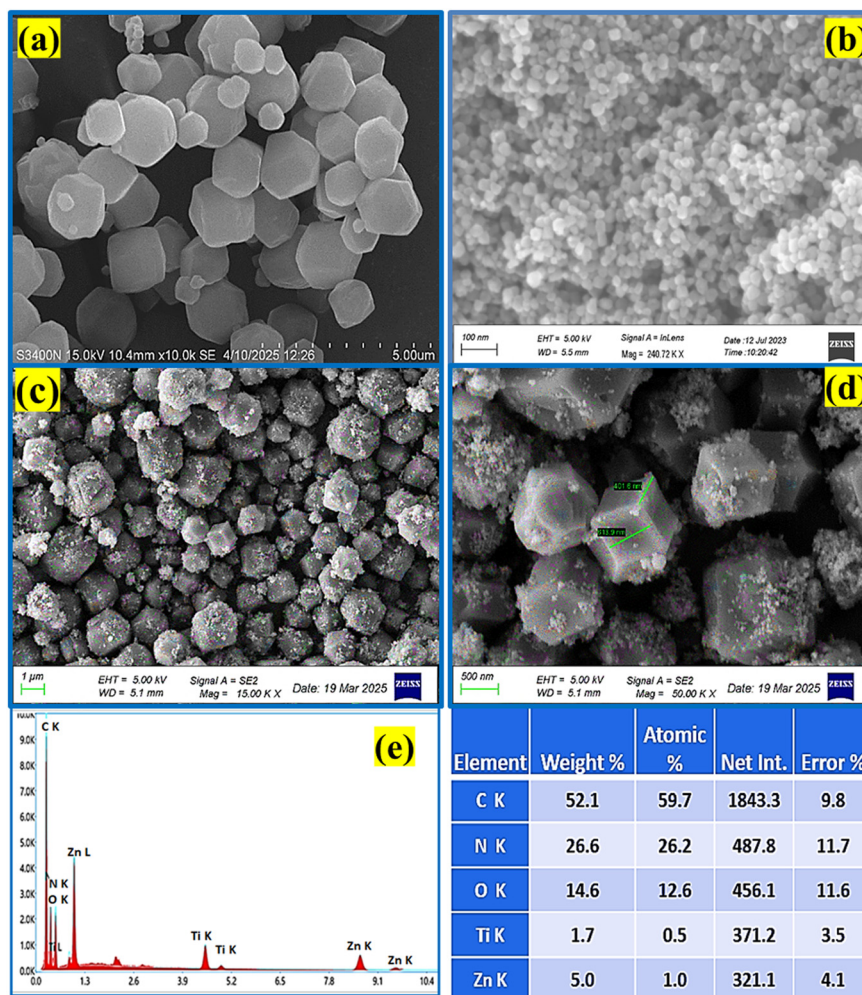 (a)
S3400N 15.0kV 10.4mm x10.0k SE 4/10/2025 12:26 5.00um
(b)
100 nm EHT = 5.00 kV Signal A = InLens Date :12 Jul 2023
WD = 5.5 mm Mag = 240.72 K X Time :10:20:42
ZEISS
(c)
1 µm EHT = 5.00 kV Signal A = SE2 Date: 19 Mar 2025
WD = 5.1 mm Mag = 15.00 K X
ZEISS
(d)
401.6 nm
500 nm EHT = 5.00 kV Signal A = SE2 Date: 19 Mar 2025
WD = 5.1 mm Mag = 50.00 K X
ZEISS
(e)
10.0K
C K
9.0K
8.0K
7.0K
6.0K
5.0K
Zn L
4.0K
N K
3.0K
O K
2.0K
Ti L
Ti K
Ti K
Zn K
Zn K
1.0K
0.0K
0.0 1.3 2.6 3.9 5.2 6.5 7.8 9.1 10.4
Element Weight % Atomic % Net Int. Error %
C K 52.1 59.7 1843.3 9.8
N K 26.6 26.2 487.8 11.7
O K 14.6 12.6 456.1 11.6
Ti K 1.7 0.5 371.2 3.5
Zn K 5.0 1.0 321.1 4.1